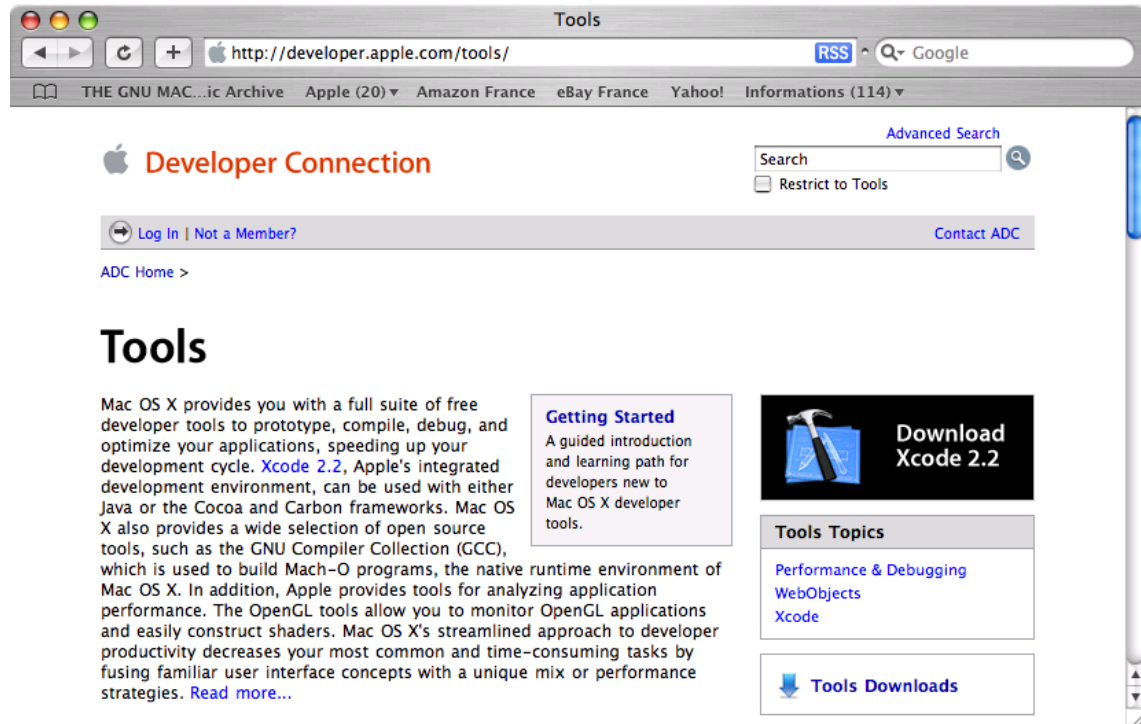 Tools
http://developer.apple.com/tools/
RSS
Google
THE GNU MAC...ic Archive Apple (20) Amazon France eBay France Yahoo! Informations (114)
Advanced Search
Developer Connection
Search
Restrict to Tools
Log In | Not a Member?
Contact ADC
ADC Home >
Tools
Mac OS X provides you with a full suite of free
developer tools to prototype, compile, debug, and
optimize your applications, speeding up your
development cycle. Xcode 2.2, Apple's integrated
development environment, can be used with either
Java or the Cocoa and Carbon frameworks. Mac OS
X also provides a wide selection of open source
tools, such as the GNU Compiler Collection (GCC),
which is used to build Mach-O programs, the native runtime environment of
Mac OS X. In addition, Apple provides tools for analyzing application
performance. The OpenGL tools allow you to monitor OpenGL applications
and easily construct shaders. Mac OS X's streamlined approach to developer
productivity decreases your most common and time-consuming tasks by
fusing familiar user interface concepts with a unique mix or performance
strategies. Read more...
Getting Started
A guided introduction
and learning path for
developers new to
Mac OS X developer
tools.
Download
Xcode 2.2
Tools Topics
Performance & Debugging
WebObjects
Xcode
Tools Downloads